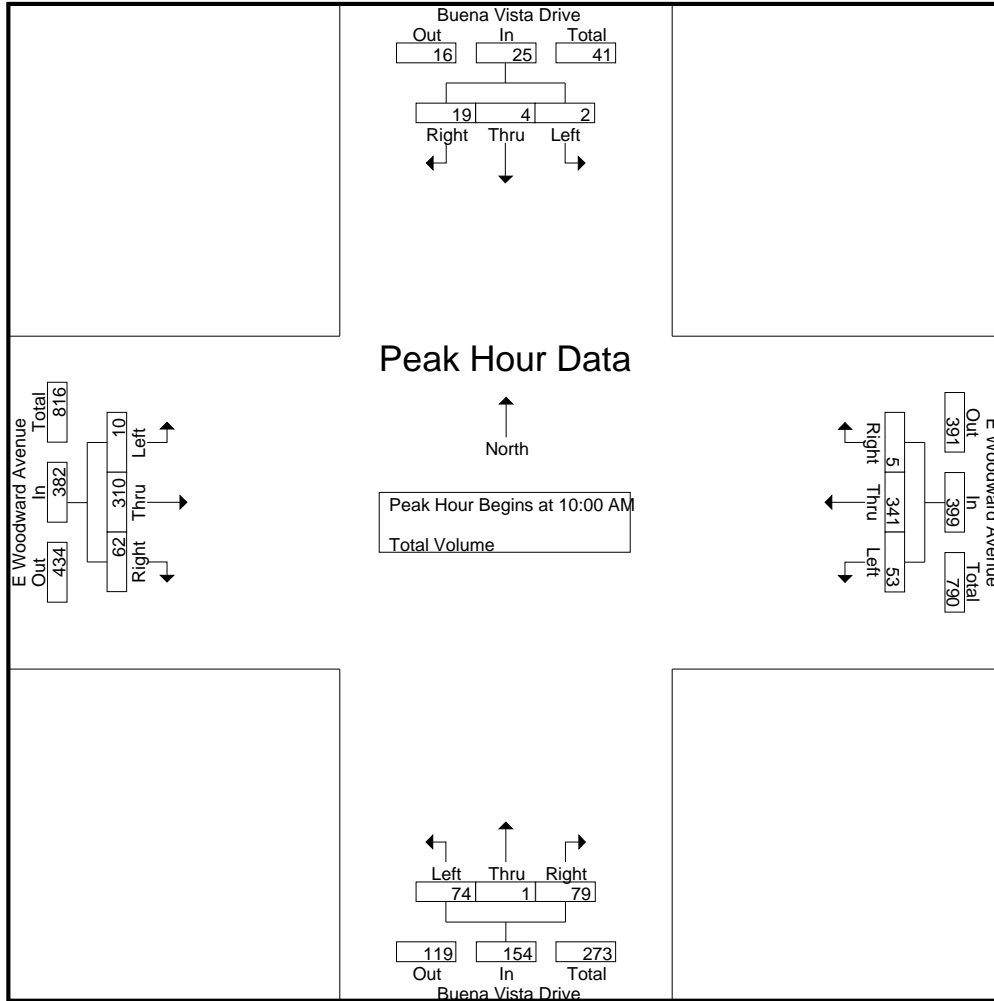 Buena Vista Drive
Out In Total
16 25 41
19 4 2
Right Thru Left
Peak Hour Data
North
Peak Hour Begins at 10:00 AM
Total Volume
E Woodward Avenue
Out In Total
434 382 816
62 310 10
Right Thru Left
E Woodward Avenue
Out In Total
391 399 790
5 341 53
Right Thru Left
Left Thru Right
74 1 79
119 154 273
Out In Total
Buena Vista Drive